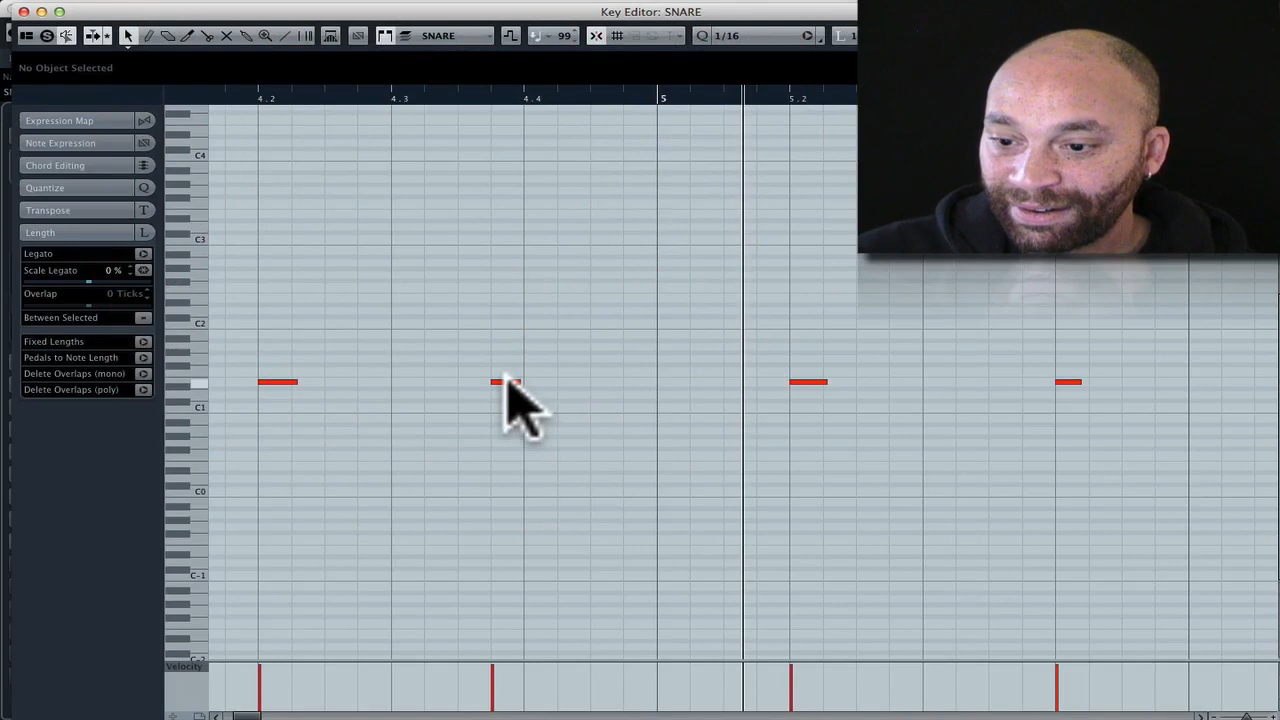 Key Editor: SNARE
SNARE
99
1/16
L 1
No Object Selected
4.2 4.3 4.4 5 5.2
Expression Map
Note Expression
Chord Editing
Quantize Q
Transpose T
Length L
Legato
Scale Legato 0 %
Overlap 0 Ticks
Between Selected
Fixed Lengths
Pedals to Note Length
Delete Overlaps (mono)
Delete Overlaps (poly)
C4
C3
C2
C1
C0
C-1
C-2
Velocity